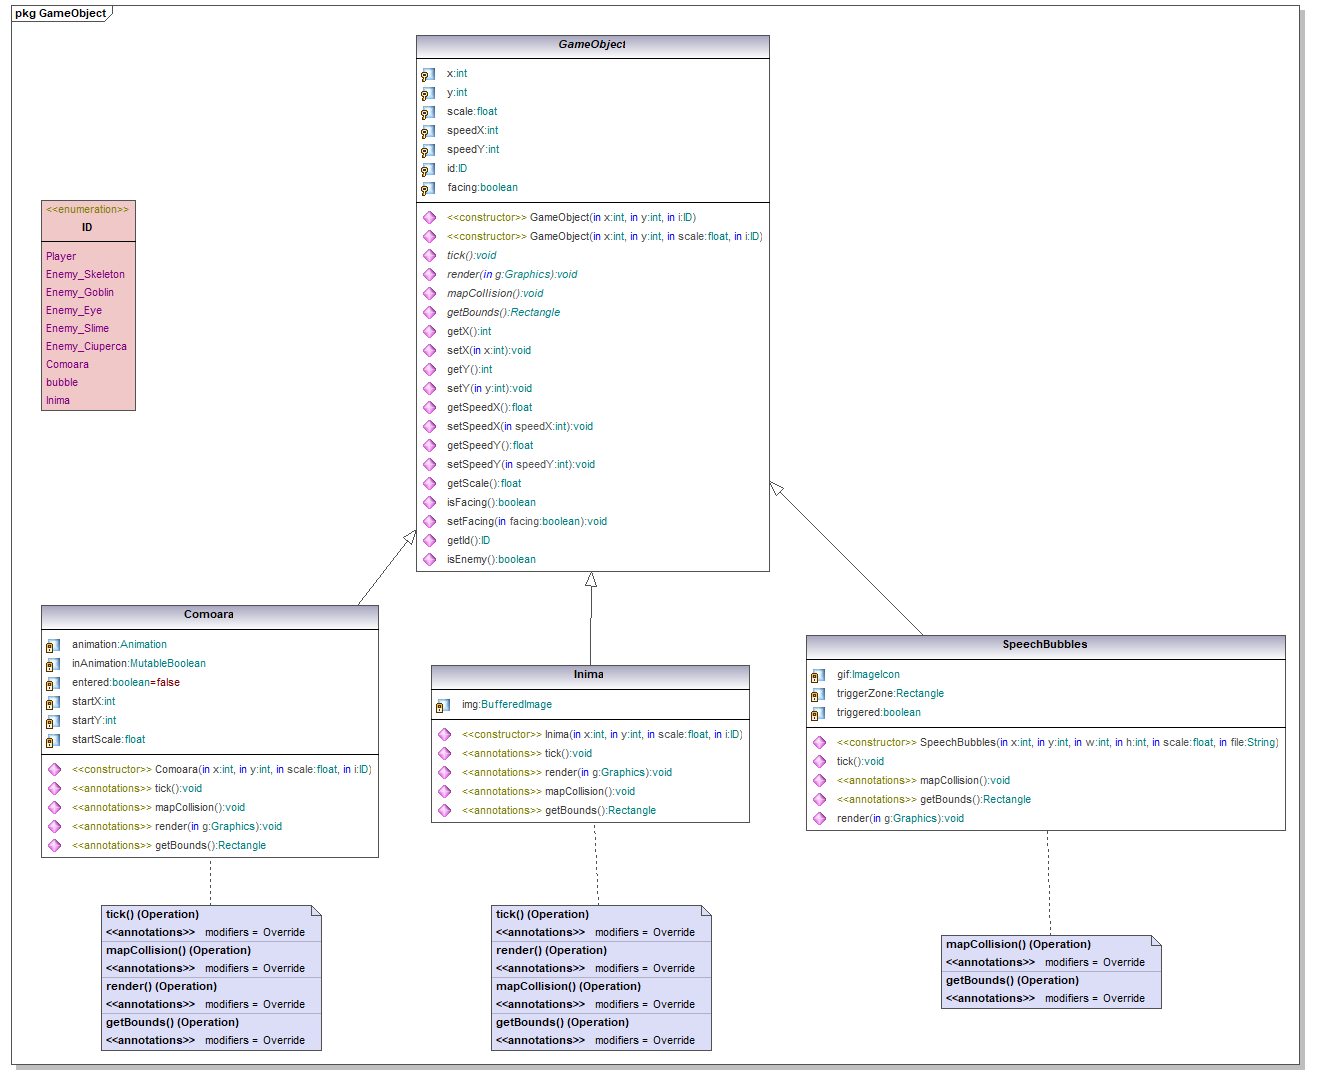 pkg GameObject
GameObject
x:int
y:int
scale:float
speedX:int
speedY:int
id:ID
facing:boolean
<<constructor>> GameObject(in x:int, in y:int, in i:ID)
<<constructor>> GameObject(in x:int, in y:int, in scale:float, in i:ID)
tick():void
render(in g:Graphics):void
mapCollision():void
getBounds():Rectangle
getX():int
setX(in x:int):void
getY():int
setY(in y:int):void
getSpeedX():float
setSpeedX(in speedX:int):void
getSpeedY():float
setSpeedY(in speedY:int):void
getScale():float
isFacing():boolean
setFacing(in facing:boolean):void
getId():ID
isEnemy():boolean
<<enumeration>>
ID
Player
Enemy_Skeleton
Enemy_Goblin
Enemy_Eye
Enemy_Slime
Enemy_Ciuperca
Comoara
bubble
Inima
Comoara
animation:Animation
inAnimation:MutableBoolean
entered:boolean=false
startX:int
startY:int
startScale:float
<<constructor>> Comoara(in x:int, in y:int, in scale:float, in i:ID)
<<annotations>> tick():void
<<annotations>> mapCollision():void
<<annotations>> render(in g:Graphics):void
<<annotations>> getBounds():Rectangle
Inima
img:BufferedImage
<<constructor>> Inima(in x:int, in y:int, in scale:float, in i:ID)
<<annotations>> tick():void
<<annotations>> render(in g:Graphics):void
<<annotations>> mapCollision():void
<<annotations>> getBounds():Rectangle
SpeechBubbles
gif:ImageIcon
triggerZone:Rectangle
triggered:boolean
<<constructor>> SpeechBubbles(in x:int, in y:int, in w:int, in h:int, in scale:float, in file:String)
tick():void
<<annotations>> mapCollision():void
<<annotations>> getBounds():Rectangle
render(in g:Graphics):void
tick() (Operation)
<<annotations>> modifiers = Override
mapCollision() (Operation)
<<annotations>> modifiers = Override
render() (Operation)
<<annotations>> modifiers = Override
getBounds() (Operation)
<<annotations>> modifiers = Override
tick() (Operation)
<<annotations>> modifiers = Override
render() (Operation)
<<annotations>> modifiers = Override
mapCollision() (Operation)
<<annotations>> modifiers = Override
getBounds() (Operation)
<<annotations>> modifiers = Override
mapCollision() (Operation)
<<annotations>> modifiers = Override
getBounds() (Operation)
<<annotations>> modifiers = Override